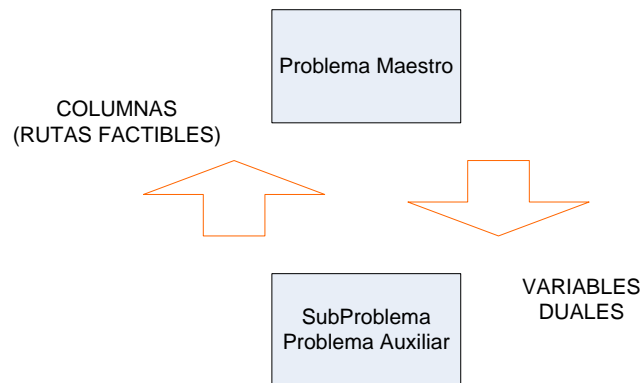 Problema Maestro
COLUMNAS
(RUTAS FACTIBLES)
VARIABLES
DUALES
SubProblema
Problema Auxiliar